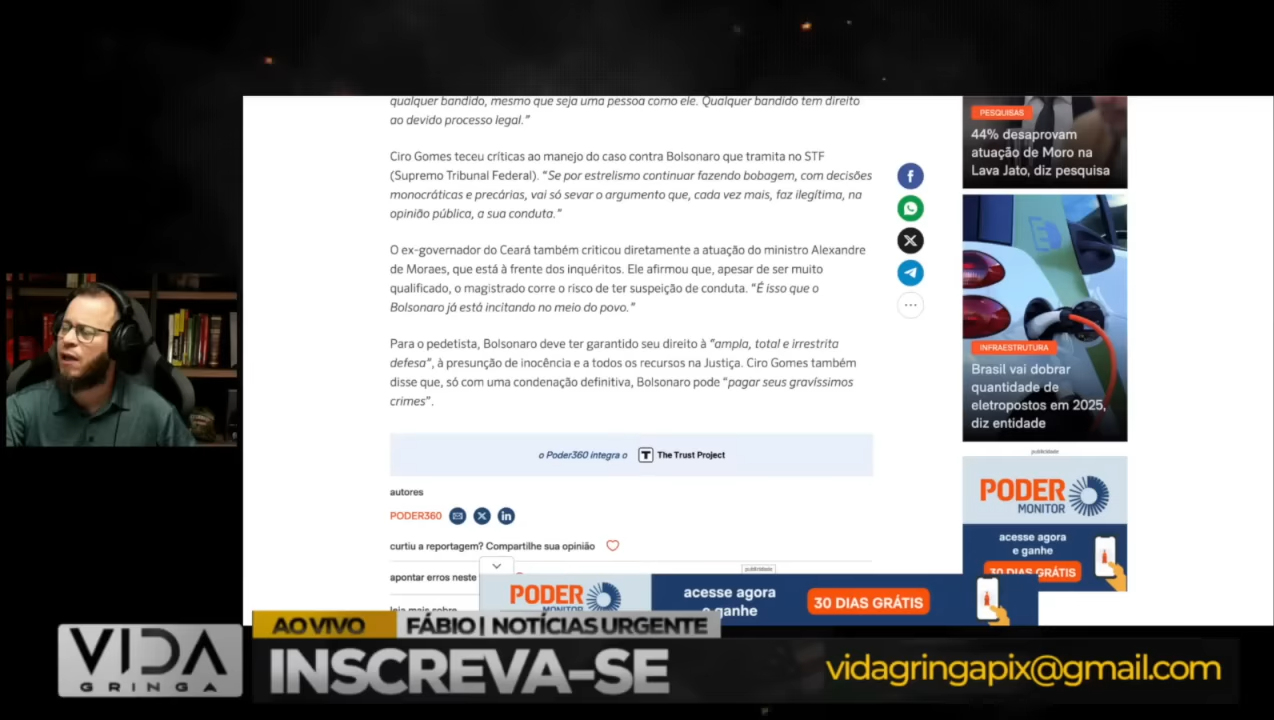 qualquer bandido, mesmo que seja uma pessoa como ele. Qualquer bandido tem direito
ao devido processo legal."
Ciro Gomes teceu críticas ao manejo do caso contra Bolsonaro que tramita no STF
(Supremo Tribunal Federal). "Se por estrelismo continuar fazendo bobagem, com decisões
monocráticas e precárias, vai só sevar o argumento que, cada vez mais, faz ilegítima, na
opinião pública, a sua conduta."
O ex-governador do Ceará também criticou diretamente a atuação do ministro Alexandre
de Moraes, que está à frente dos inquéritos. Ele afirmou que, apesar de ser muito
qualificado, o magistrado corre o risco de ter suspeição de conduta. "É isso que o
Bolsonaro já está incitando no meio do povo."
Para o pedetista, Bolsonaro deve ter garantido seu direito à "ampla, total e irrestrita
defesa", à presunção de inocência e a todos os recursos na Justiça. Ciro Gomes também
disse que, só com uma condenação definitiva, Bolsonaro pode "pagar seus gravíssimos
crimes".
o Poder360 integra o T The Trust Project
autores
PODER360
curtiu a reportagem? Compartilhe sua opinião
apontar erros neste
leia mais sobre
PESQUISAS
44% desaprovam
atuação de Moro na
Lava Jato, diz pesquisa
INFRAESTRUTURA
Brasil vai dobrar
quantidade de
eletropostos em 2025,
diz entidade
publicidade
PODER
MONITOR
acesse agora
e ganhe
30 DIAS GRÁTIS
publicidade
PODER
MONITOR
acesse agora
e ganhe
30 DIAS GRÁTIS
AO VIVO
FÁBIO | NOTÍCIAS URGENTE
VIDA
GRINGA
INSCREVA-SE
vidagringapix@gmail.com